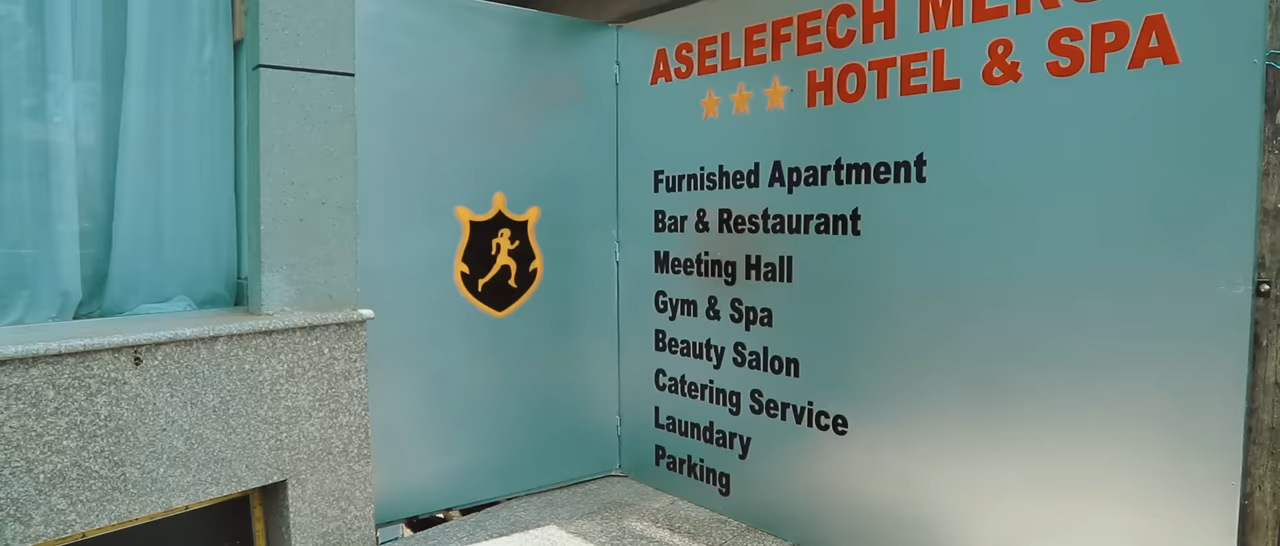 ASELEFECH
HOTEL & SPA
Furnished Apartment
Bar & Restaurant
Meeting Hall
Gym & Spa
Beauty Salon
Catering Service
Laundary
Parking